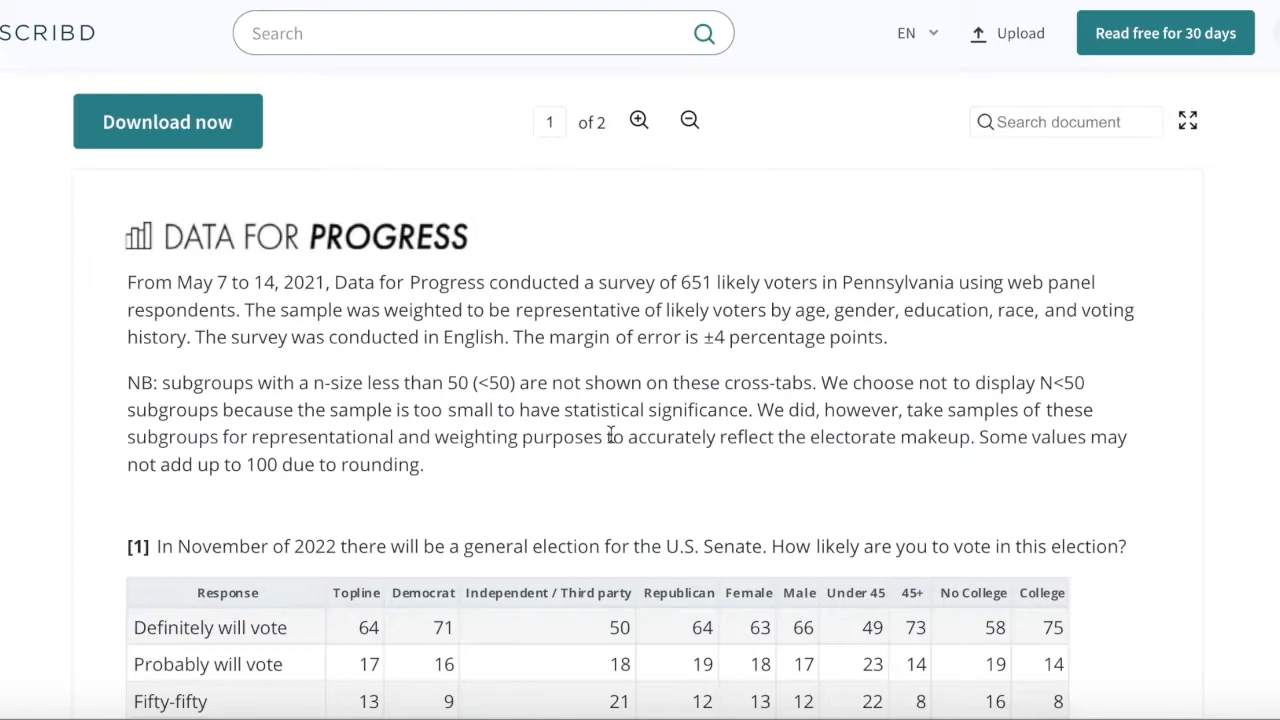 SCRIBD
Search
EN
Upload
Read free for 30 days
Download now
1 of 2
Search document
DATA FOR PROGRESS
From May 7 to 14, 2021, Data for Progress conducted a survey of 651 likely voters in Pennsylvania using web panel
respondents. The sample was weighted to be representative of likely voters by age, gender, education, race, and voting
history. The survey was conducted in English. The margin of error is ±4 percentage points.
NB: subgroups with a n-size less than 50 (<50) are not shown on these cross-tabs. We choose not to display N<50
subgroups because the sample is too small to have statistical significance. We did, however, take samples of these
subgroups for representational and weighting purposes to accurately reflect the electorate makeup. Some values may
not add up to 100 due to rounding.
[1] In November of 2022 there will be a general election for the U.S. Senate. How likely are you to vote in this election?
Response Topline Democrat Independent / Third party Republican Female Male Under 45 45+ No College College
Definitely will vote 64 71 50 64 63 66 49 73 58 75
Probably will vote 17 16 18 19 18 17 23 14 19 14
Fifty-fifty 13 9 21 12 13 12 22 8 16 8